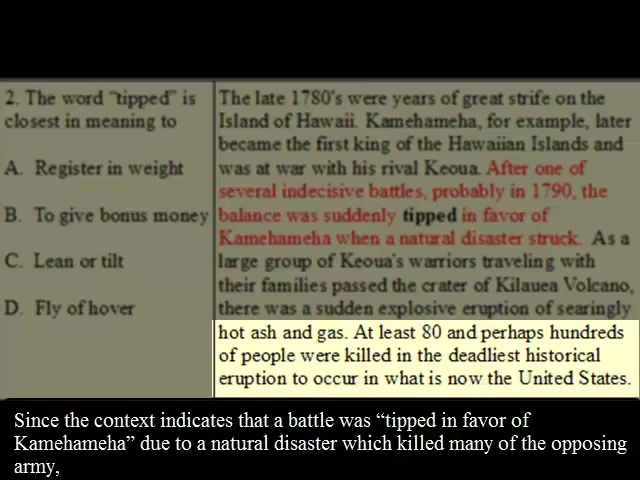 2. The word “tipped” is
closest in meaning to
A. Register in weight
B. To give bonus money
C. Lean or tilt
D. Fly of hover
The late 1780's were years of great strife on the
Island of Hawaii. Kamehameha, for example, later
became the first king of the Hawaiian Islands and
was at war with his rival Keoua. After one of
several indecisive battles, probably in 1790, the
balance was suddenly tipped in favor of
Kamehameha when a natural disaster struck. As a
large group of Keoua's warriors traveling with
their families passed the crater of Kilauea Volcano,
there was a sudden explosive eruption of searingly
hot ash and gas. At least 80 and perhaps hundreds
of people were killed in the deadliest historical
eruption to occur in what is now the United States.
Since the context indicates that a battle was “tipped in favor of
Kamehameha” due to a natural disaster which killed many of the opposing
army,